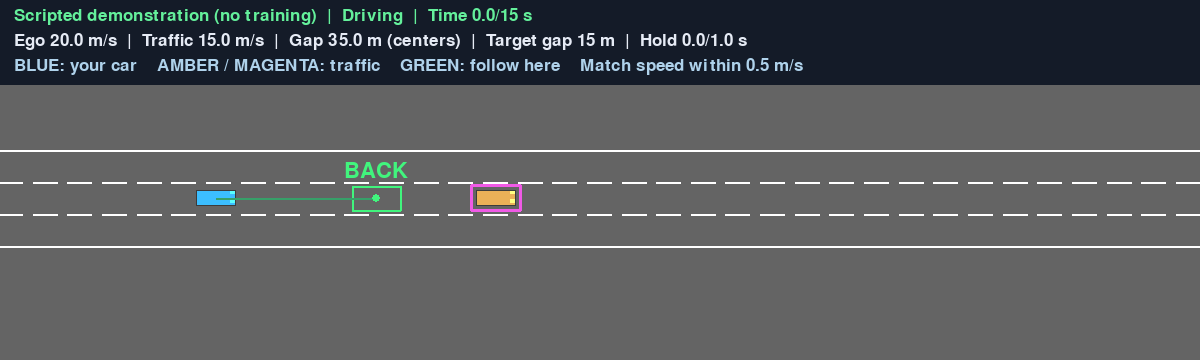 Scripted demonstration (no training)  |  Driving  |  Time 0.0/15 s
Ego 20.0 m/s  |  Traffic 15.0 m/s  |  Gap 35.0 m (centers)  |  Target gap 15 m  |  Hold 0.0/1.0 s
BLUE: your car    AMBER / MAGENTA: traffic    GREEN: follow here    Match speed within 0.5 m/s
BACK